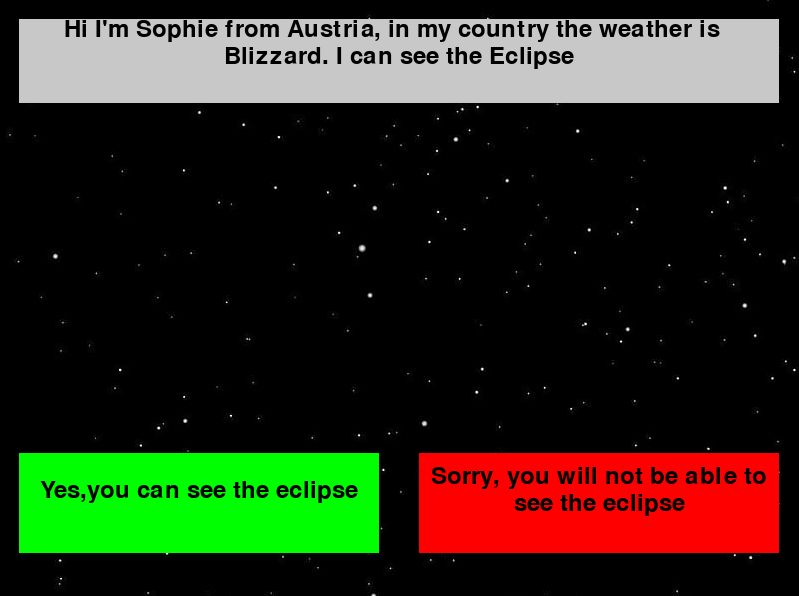 Hi I'm Sophie from Austria, in my country the weather is
Blizzard. I can see the Eclipse
Yes,you can see the eclipse
Sorry, you will not be able to
see the eclipse